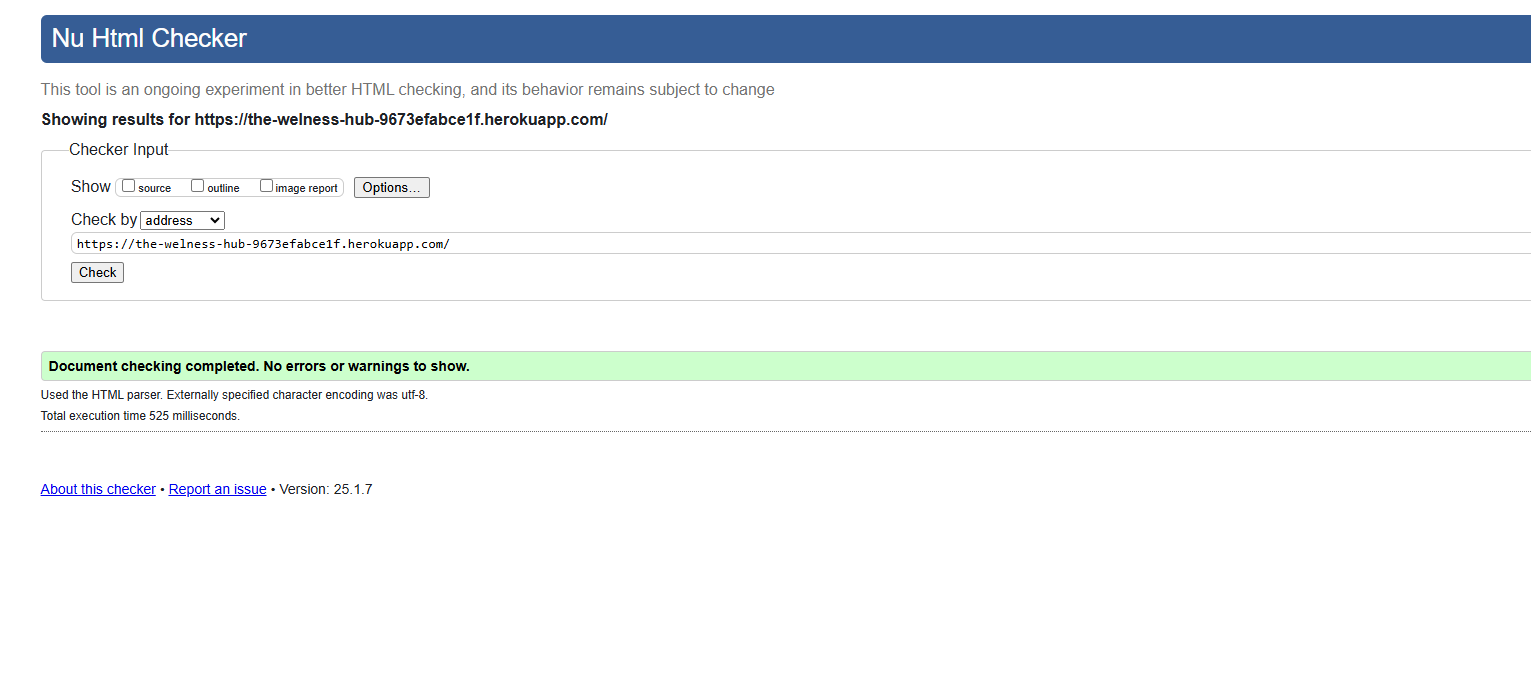 Nu Html Checker
This tool is an ongoing experiment in better HTML checking, and its behavior remains subject to change
Showing results for https://the-welness-hub-9673efabce1f.herokuapp.com/
Checker Input
Show source outline image report Options...
Check by address
https://the-welness-hub-9673efabce1f.herokuapp.com/
Check
Document checking completed. No errors or warnings to show.
Used the HTML parser. Externally specified character encoding was utf-8.
Total execution time 525 milliseconds.
About this checker • Report an issue • Version: 25.1.7